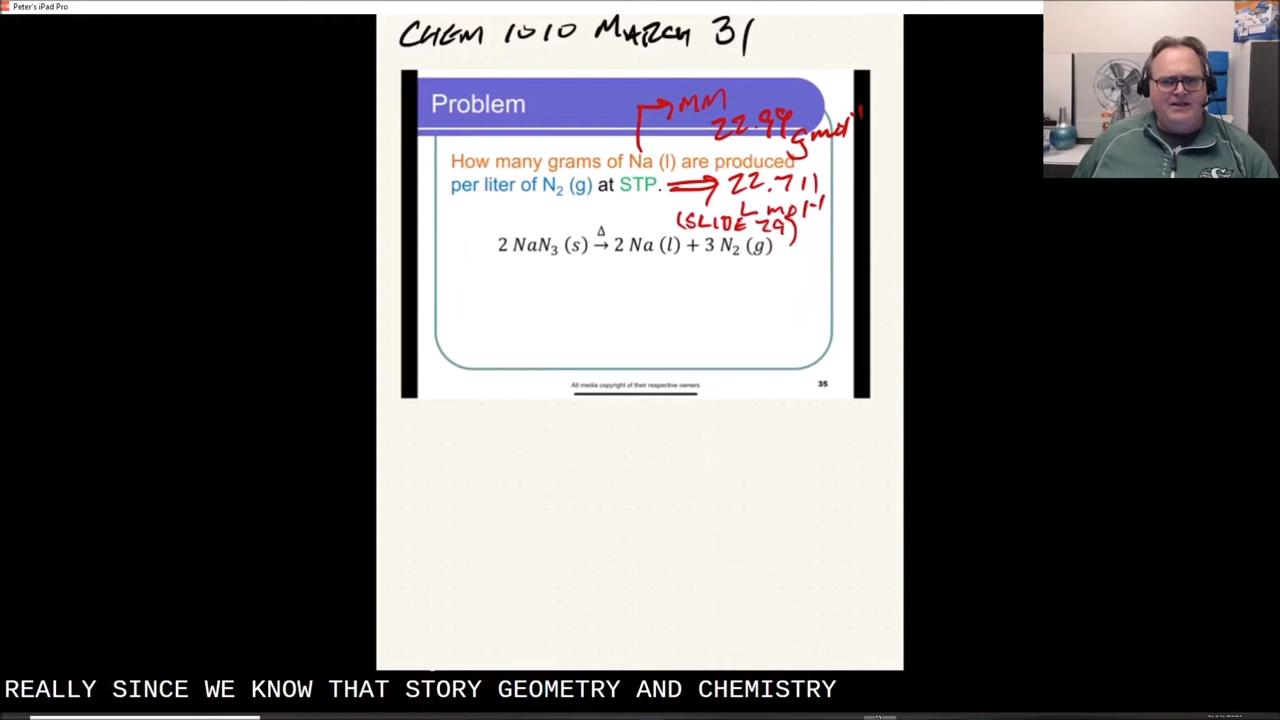 Peter's iPad Pro
CHEM 1010 MARCH 31
Problem
MM
22.99
g mol⁻¹
How many grams of Na (l) are produced
per liter of N₂ (g) at STP. ⇒ 22.711
L mol⁻¹
(SLIDE 29)
2 NaN₃ (s) →^Δ 2 Na (l) + 3 N₂ (g)
All media copyright of their respective owners
35
REALLY SINCE WE KNOW THAT STORY GEOMETRY AND CHEMISTRY